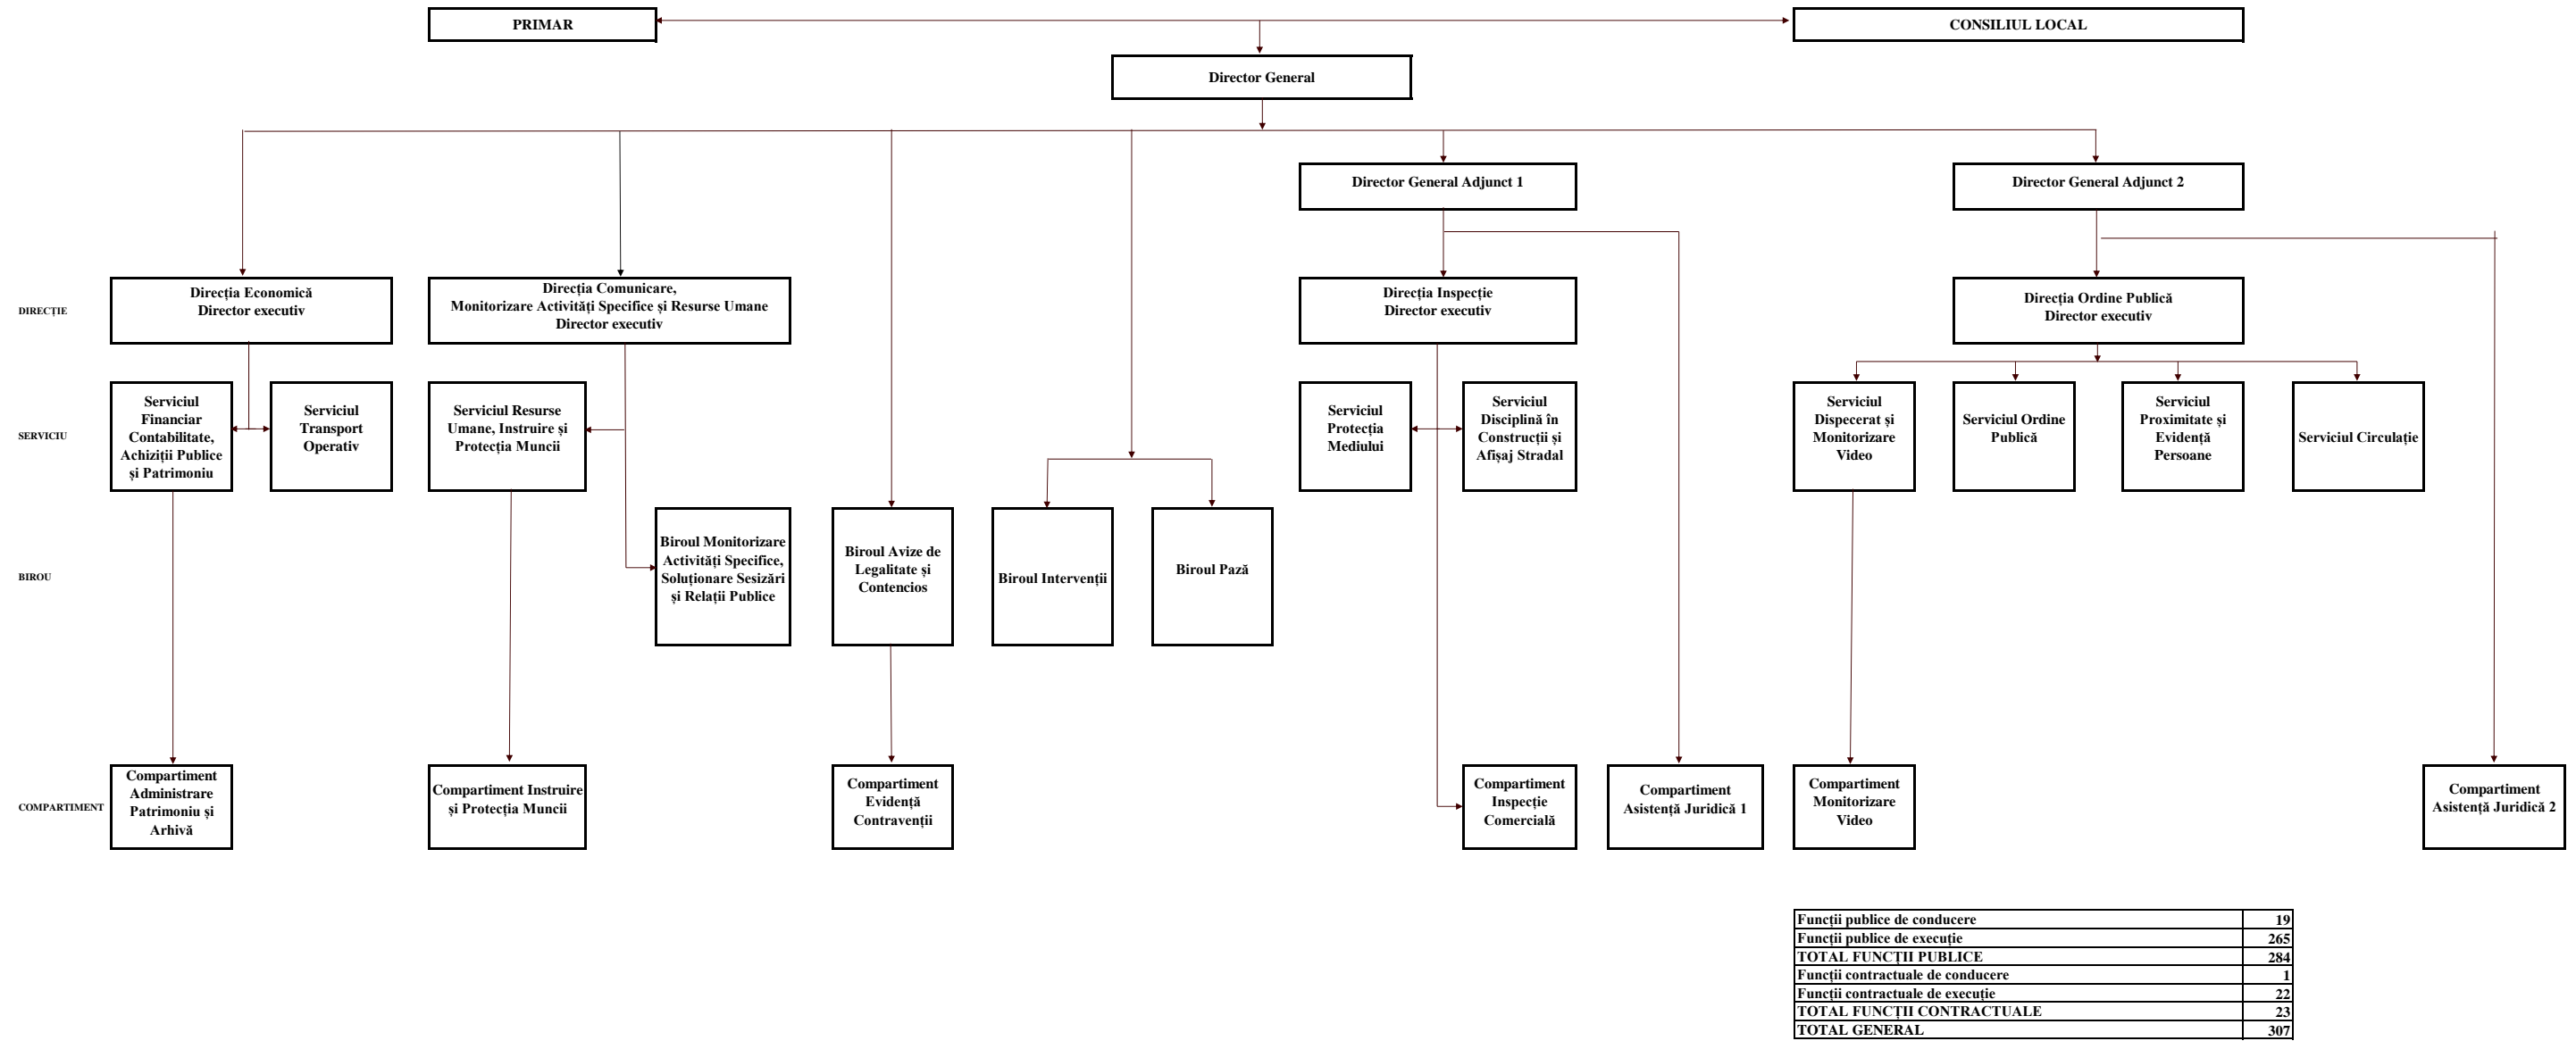 PRIMAR
CONSILIUL LOCAL
Director General
Director General Adjunct 1
Director General Adjunct 2
DIRECȚIE
Direcția Economică
Director executiv
Direcția Comunicare,
Monitorizare Activități Specifice și Resurse Umane
Director executiv
Direcția Inspecție
Director executiv
Direcția Ordine Publică
Director executiv
SERVICIU
Serviciul
Financiar
Contabilitate,
Achiziții Publice
și Patrimoniu
Serviciul
Transport
Operativ
Serviciul Resurse
Umane, Instruire și
Protecția Muncii
Serviciul
Protecția
Mediului
Serviciul
Disciplină în
Construcții și
Afișaj Stradal
Serviciul
Dispecerat și
Monitorizare
Video
Serviciul Ordine
Publică
Serviciul
Proximitate și
Evidență
Persoane
Serviciul Circulație
BIROU
Biroul Monitorizare
Activități Specifice,
Soluționare Sesizări
și Relații Publice
Biroul Avize de
Legalitate și
Contencios
Biroul Intervenții
Biroul Pază
COMPARTIMENT
Compartiment
Administrare
Patrimoniu și
Arhivă
Compartiment Instruire
și Protecția Muncii
Compartiment
Evidență
Contravenții
Compartiment
Inspecție
Comercială
Compartiment
Asistență Juridică 1
Compartiment
Monitorizare
Video
Compartiment
Asistență Juridică 2
Funcții publice de conducere 19
Funcții publice de execuție 265
TOTAL FUNCȚII PUBLICE 284
Funcții contractuale de conducere 1
Funcții contractuale de execuție 22
TOTAL FUNCȚII CONTRACTUALE 23
TOTAL GENERAL 307